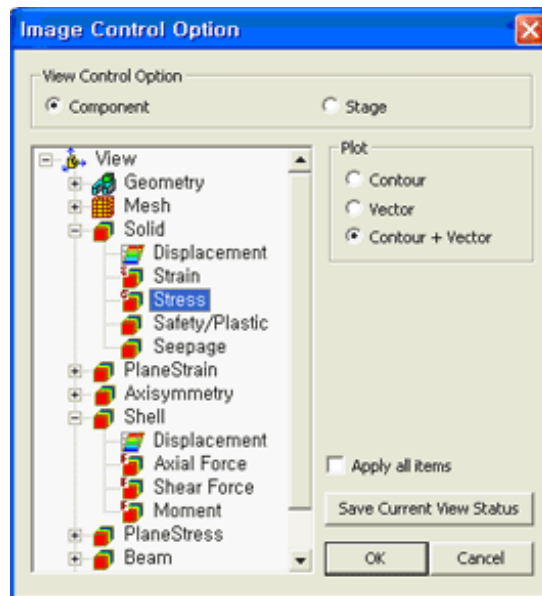 Image Control Option
View Control Option
Component
Stage
View
Geometry
Mesh
Solid
Displacement
Strain
Stress
Safety/Plastic
Seepage
PlaneStrain
Axisymmetry
Shell
Displacement
Axial Force
Shear Force
Moment
PlaneStress
Beam
Plot
Contour
Vector
Contour + Vector
Apply all items
Save Current View Status
OK
Cancel